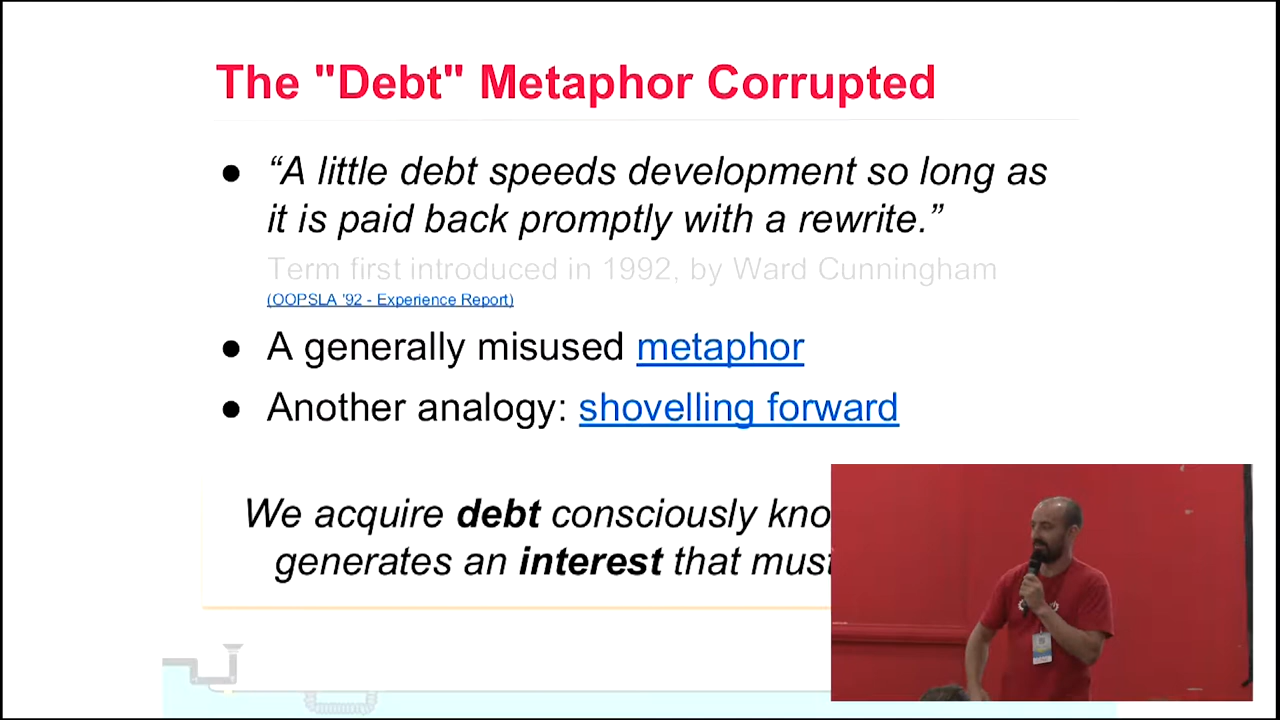 The "Debt" Metaphor Corrupted
● “A little debt speeds development so long as
it is paid back promptly with a rewrite.”
Term first introduced in 1992, by Ward Cunningham
(OOPSLA '92 - Experience Report)
● A generally misused metaphor
● Another analogy: shovelling forward
We acquire debt consciously
generates an interest that must